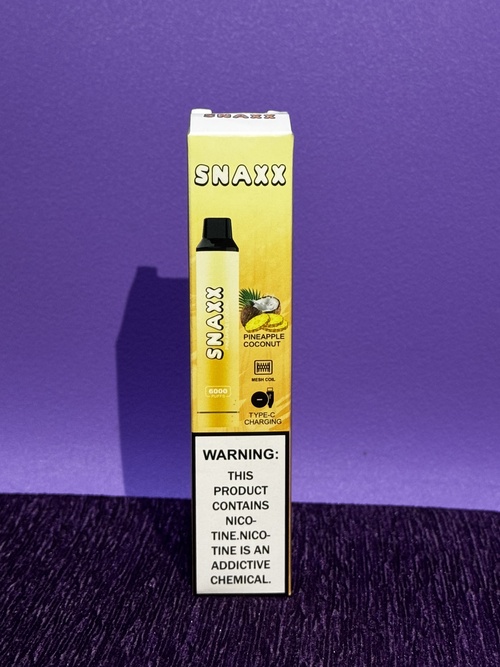 SNAXX
SNAXX
SNAXX
6000
PUFFS
PINEAPPLE
COCONUT
MESH COIL
TYPE-C
CHARGING
WARNING:
THIS
PRODUCT
CONTAINS
NICO-
TINE.NICO-
TINE IS AN
ADDICTIVE
CHEMICAL.